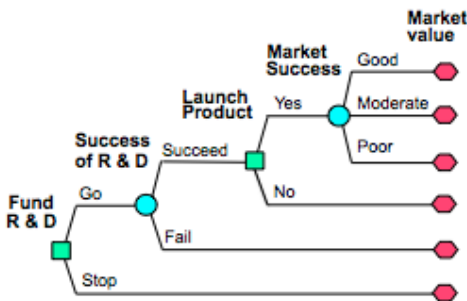 Market
value
Market
Success
Good
Launch
Product
Yes
Moderate
Success
of R & D
Succeed
Poor
Fund
R & D
Go
No
Fail
Stop